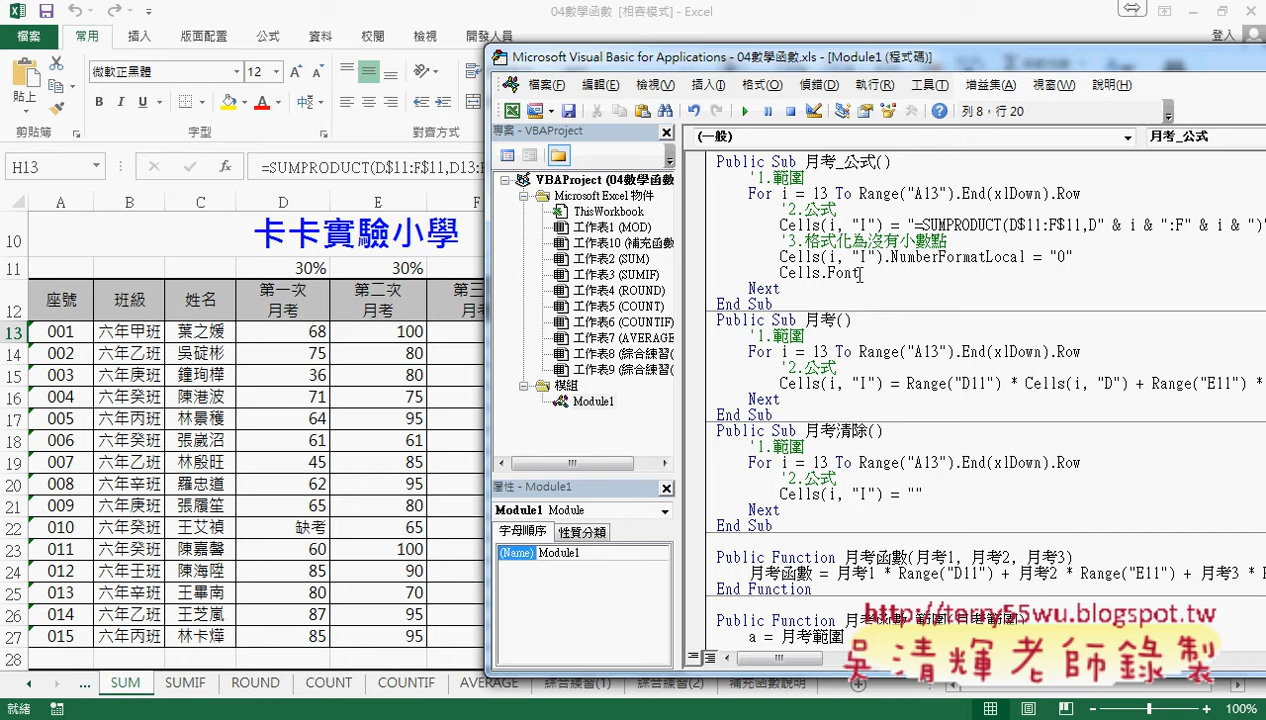 04數學函數 [相容模式] - Excel
登入
檔案 常用 插入 版面配置 公式 資料 校閱 檢視 開發人員
微軟正黑體 12
貼上
剪貼簿 字型 對齊方式
H13 =SUMPRODUCT(D$11:F$11,D13:
A B C D E F
10 卡卡實驗小學
11 30% 30%
12 座號 班級 姓名 第一次月考 第二次月考 第三
13 001 六年甲班 葉之媛 68 100
14 002 六年乙班 吳碇彬 75 80
15 003 六年庚班 鐘珣樺 36 80
16 004 六年癸班 陳港波 71 75
17 005 六年丙班 林景穫 64 95
18 006 六年癸班 張嵗沼 61 61
19 007 六年乙班 林殷旺 45 85
20 008 六年辛班 羅忠道 62 95
21 009 六年庚班 張履笙 65 80
22 010 六年癸班 王艾禎 缺考 65
23 011 六年癸班 陳嘉馨 60 100
24 012 六年壬班 陳海陞 85 90
25 013 六年辛班 王畢南 80 70
26 014 六年乙班 王芝嵐 87 95
27 015 六年丙班 林卡燁 85 95
28
... SUM SUMIF ROUND COUNT COUNTIF AVERAGE 綜合練習(1) 綜合練習(2) 補充函數說明
就緒 100%
Microsoft Visual Basic for Applications - 04數學函數.xls - [Module1 (程式碼)]
檔案(F) 編輯(E) 檢視(V) 插入(I) 格式(O) 偵錯(D) 執行(R) 工具(T) 增益集(A) 視窗(W) 說明(H)
列 8，行 20
專案 - VBAProject
VBAProject (04數學函數
Microsoft Excel 物件
ThisWorkbook
工作表1 (MOD)
工作表10 (補充函
工作表2 (SUM)
工作表3 (SUMIF)
工作表4 (ROUND)
工作表5 (COUNT)
工作表6 (COUNTIF)
工作表7 (AVERAGE
工作表8 (綜合練習(
工作表9 (綜合練習(
模組
Module1
屬性 - Module1
Module1 Module
字母順序 性質分類
(Name) Module1
(一般) 月考_公式
Public Sub 月考_公式()
'1.範圍
For i = 13 To Range("A13").End(xlDown).Row
'2.公式
Cells(i, "I") = "=SUMPRODUCT(D$11:F$11,D" & i & ":F" & i & ")"
'3.格式化為沒有小數點
Cells(i, "I").NumberFormatLocal = "0"
Cells.Font
Next
End Sub
Public Sub 月考()
'1.範圍
For i = 13 To Range("A13").End(xlDown).Row
'2.公式
Cells(i, "I") = Range("D11") * Cells(i, "D") + Range("E11") *
Next
End Sub
Public Sub 月考清除()
'1.範圍
For i = 13 To Range("A13").End(xlDown).Row
'2.公式
Cells(i, "I") = ""
Next
End Sub
Public Function 月考函數(月考1, 月考2, 月考3)
月考函數 = 月考1 * Range("D11") + 月考2 * Range("E11") + 月考3 * R
End Function
a = 月考範圍
http://terry55wu.blogspot.tw
吳清輝老師錄製